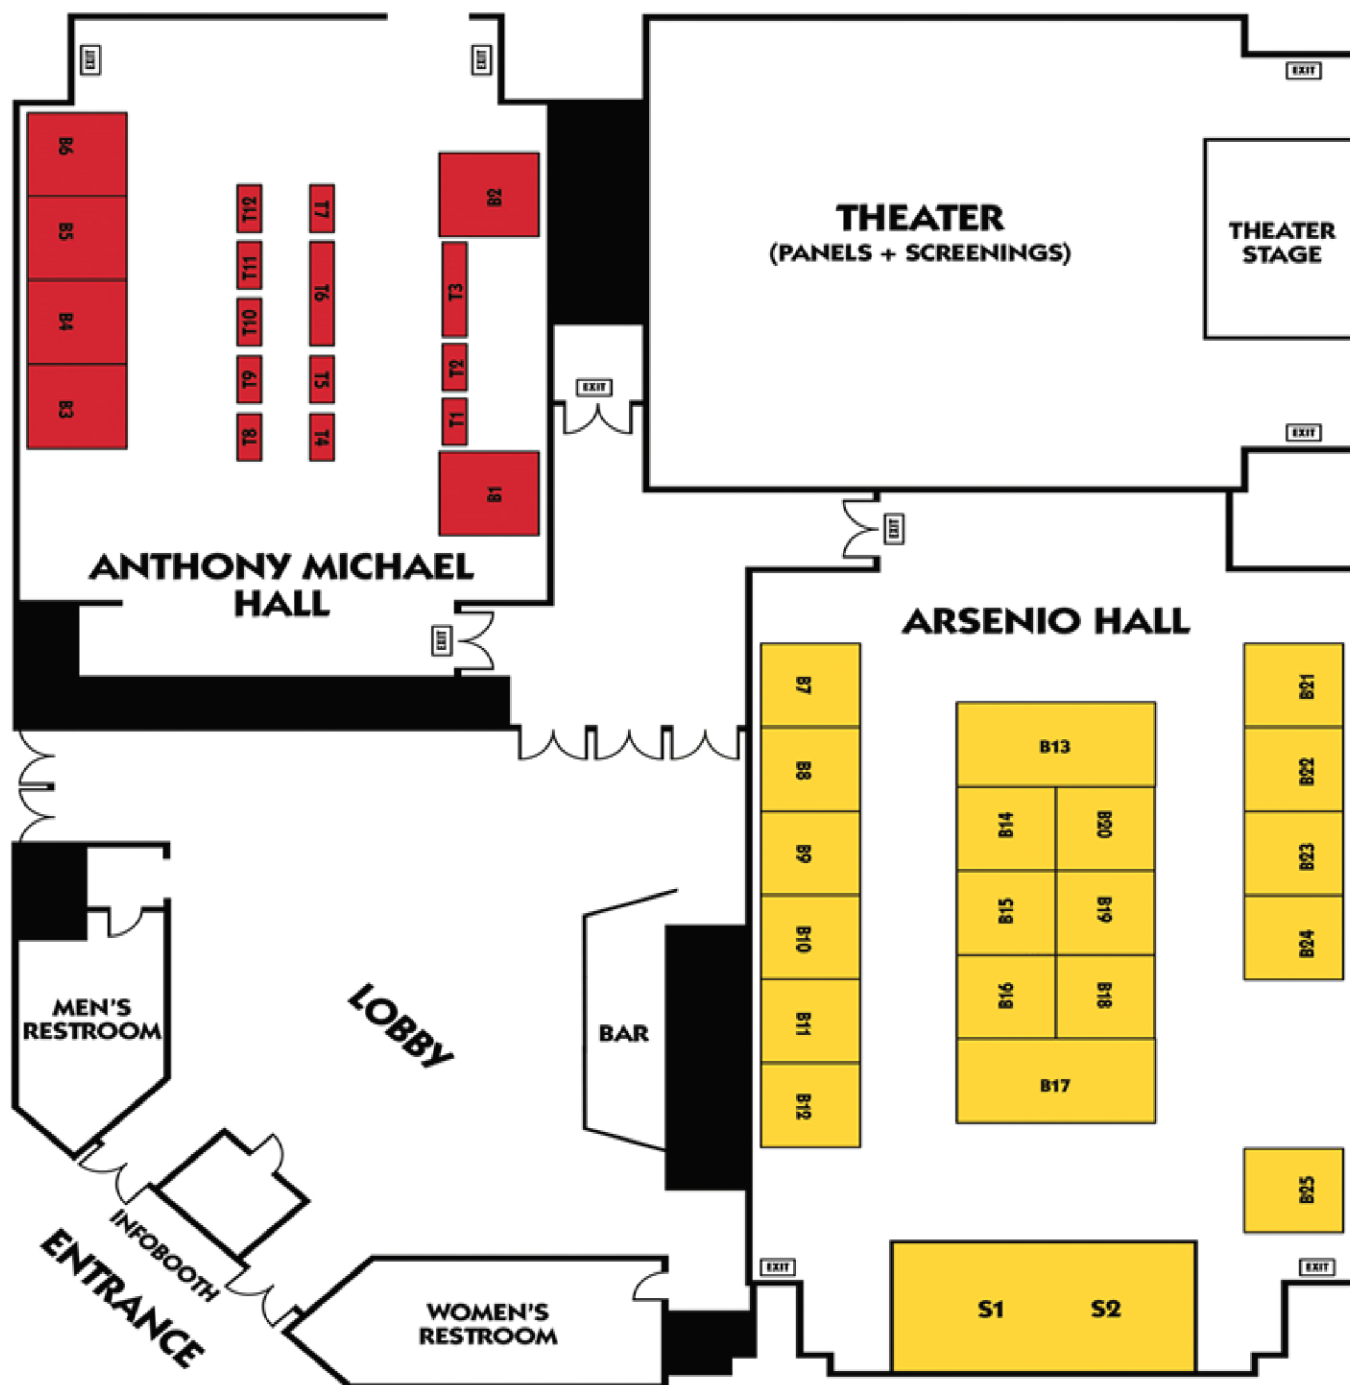 EXIT
EXIT
EXIT
B6
B5
B4
B3
T12
T11
T10
T9
T8
T7
T6
T5
T4
B2
T3
T2
T1
B1
THEATER
(PANELS + SCREENINGS)
THEATER
STAGE
EXIT
EXIT
EXIT
ANTHONY MICHAEL
HALL
EXIT
ARSENIO HALL
B7
B8
B9
B10
B11
B12
B13
B14
B20
B15
B19
B16
B18
B17
B21
B22
B23
B24
B25
MEN'S
RESTROOM
LOBBY
BAR
INFOBOOTH
ENTRANCE
WOMEN'S
RESTROOM
EXIT
EXIT
S1 S2